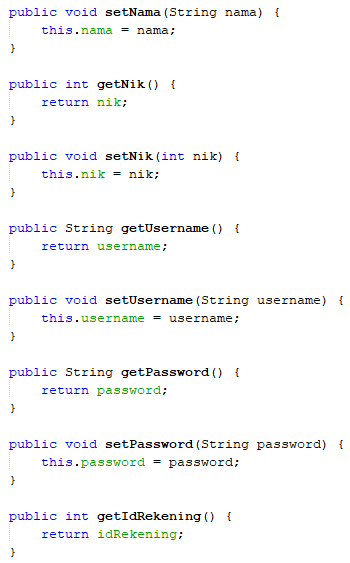 public void setNama(String nama) {
    this.nama = nama;
}
public int getNik() {
    return nik;
}
public void setNik(int nik) {
    this.nik = nik;
}
public String getUsername() {
    return username;
}
public void setUsername(String username) {
    this.username = username;
}
public String getPassword() {
    return password;
}
public void setPassword(String password) {
    this.password = password;
}
public int getIdRekening() {
    return idRekening;
}